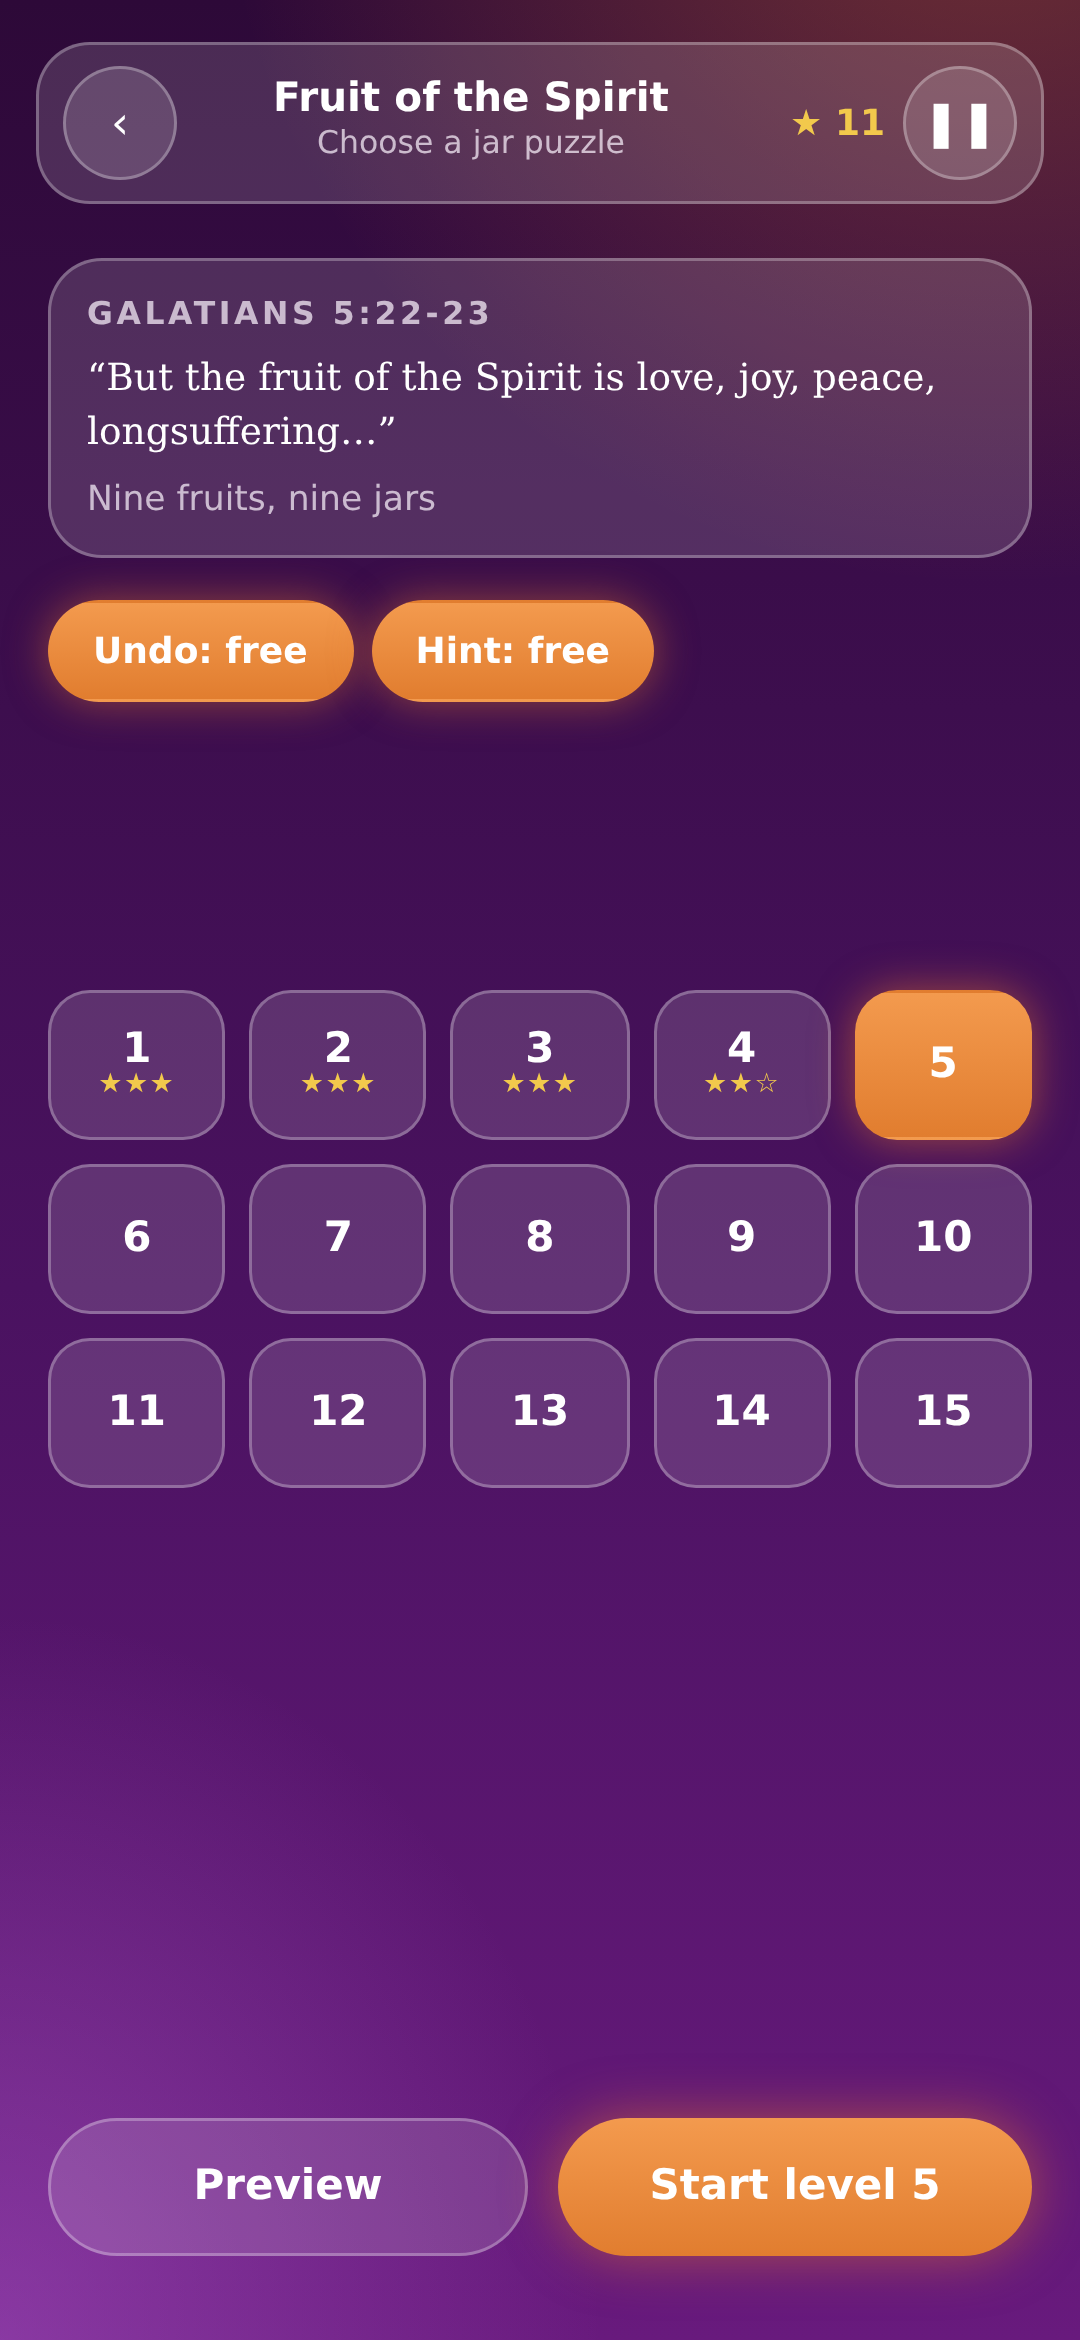 ‹
Fruit of the Spirit
Choose a jar puzzle
★ 11
❚❚
GALATIANS 5:22-23
“But the fruit of the Spirit is love, joy, peace,
longsuffering…”
Nine fruits, nine jars
Undo: free
Hint: free
1
★★★
2
★★★
3
★★★
4
★★☆
5
6
7
8
9
10
11
12
13
14
15
Preview
Start level 5